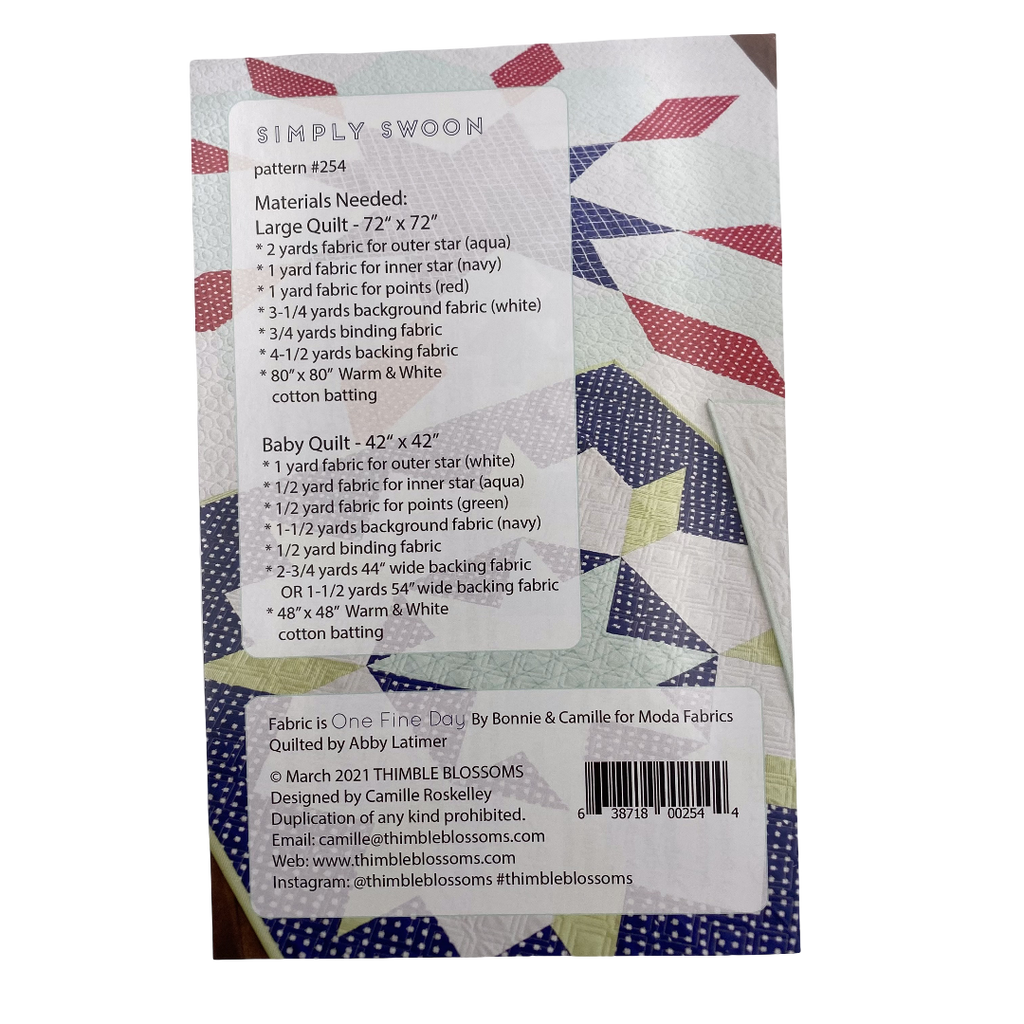 SIMPLY SWOON
pattern #254
Materials Needed:
Large Quilt - 72“ x 72”
* 2 yards fabric for outer star (aqua)
* 1 yard fabric for inner star (navy)
* 1 yard fabric for points (red)
* 3-1/4 yards background fabric (white)
* 3/4 yards binding fabric
* 4-1/2 yards backing fabric
* 80” x 80” Warm & White
cotton batting
Baby Quilt - 42“ x 42”
* 1 yard fabric for outer star (white)
* 1/2 yard fabric for inner star (aqua)
* 1/2 yard fabric for points (green)
* 1-1/2 yards background fabric (navy)
* 1/2 yard binding fabric
* 2-3/4 yards 44“ wide backing fabric
OR 1-1/2 yards 54” wide backing fabric
* 48” x 48” Warm & White
cotton batting
Fabric is One Fine Day By Bonnie & Camille for Moda Fabrics
Quilted by Abby Latimer
© March 2021 THIMBLE BLOSSOMS
Designed by Camille Roskelley
Duplication of any kind prohibited.
Email: camille@thimbleblossoms.com
Web: www.thimbleblossoms.com
Instagram: @thimbleblossoms #thimbleblossoms
6 38718 00254 4